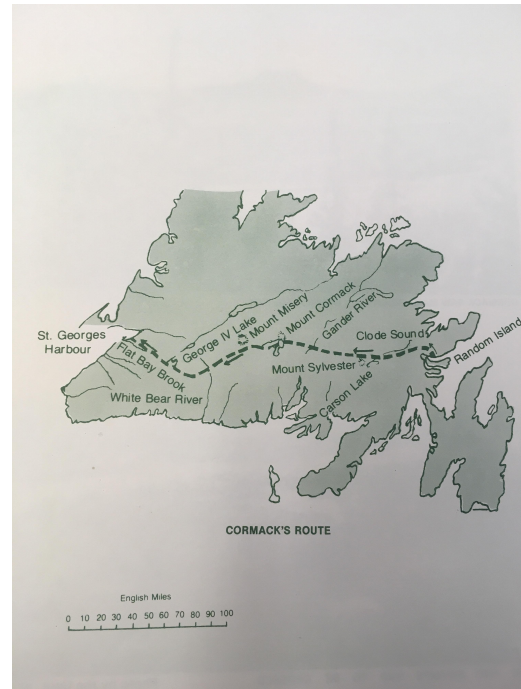 St. Georges
Harbour
Flat Bay Brook
White Bear River
George IV Lake
Mount Misery
Mount Cormack
Gander River
Mount Sylvester
Carson Lake
Clode Sound
Random Island
CORMACK'S ROUTE
English Miles
0 10 20 30 40 50 60 70 80 90 100